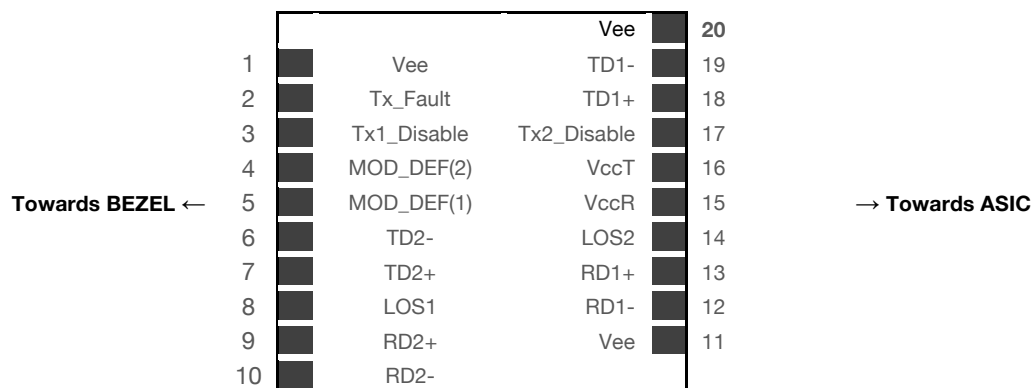 Vee 20
1 Vee TD1- 19
2 Tx_Fault TD1+ 18
3 Tx1_Disable Tx2_Disable 17
4 MOD_DEF(2) VccT 16
Towards BEZEL ← 5 MOD_DEF(1) VccR 15 → Towards ASIC
6 TD2- LOS2 14
7 TD2+ RD1+ 13
8 LOS1 RD1- 12
9 RD2+ Vee 11
10 RD2-